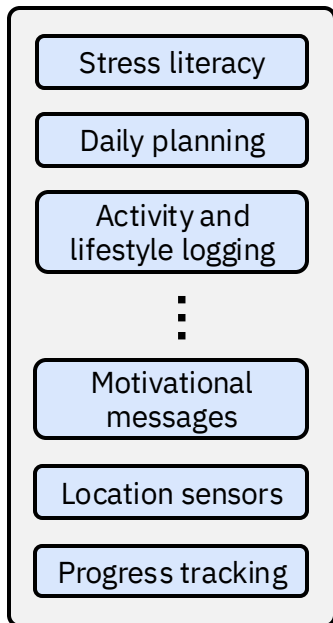 Stress literacy
Daily planning
Activity and
lifestyle logging
⋮
Motivational
messages
Location sensors
Progress tracking